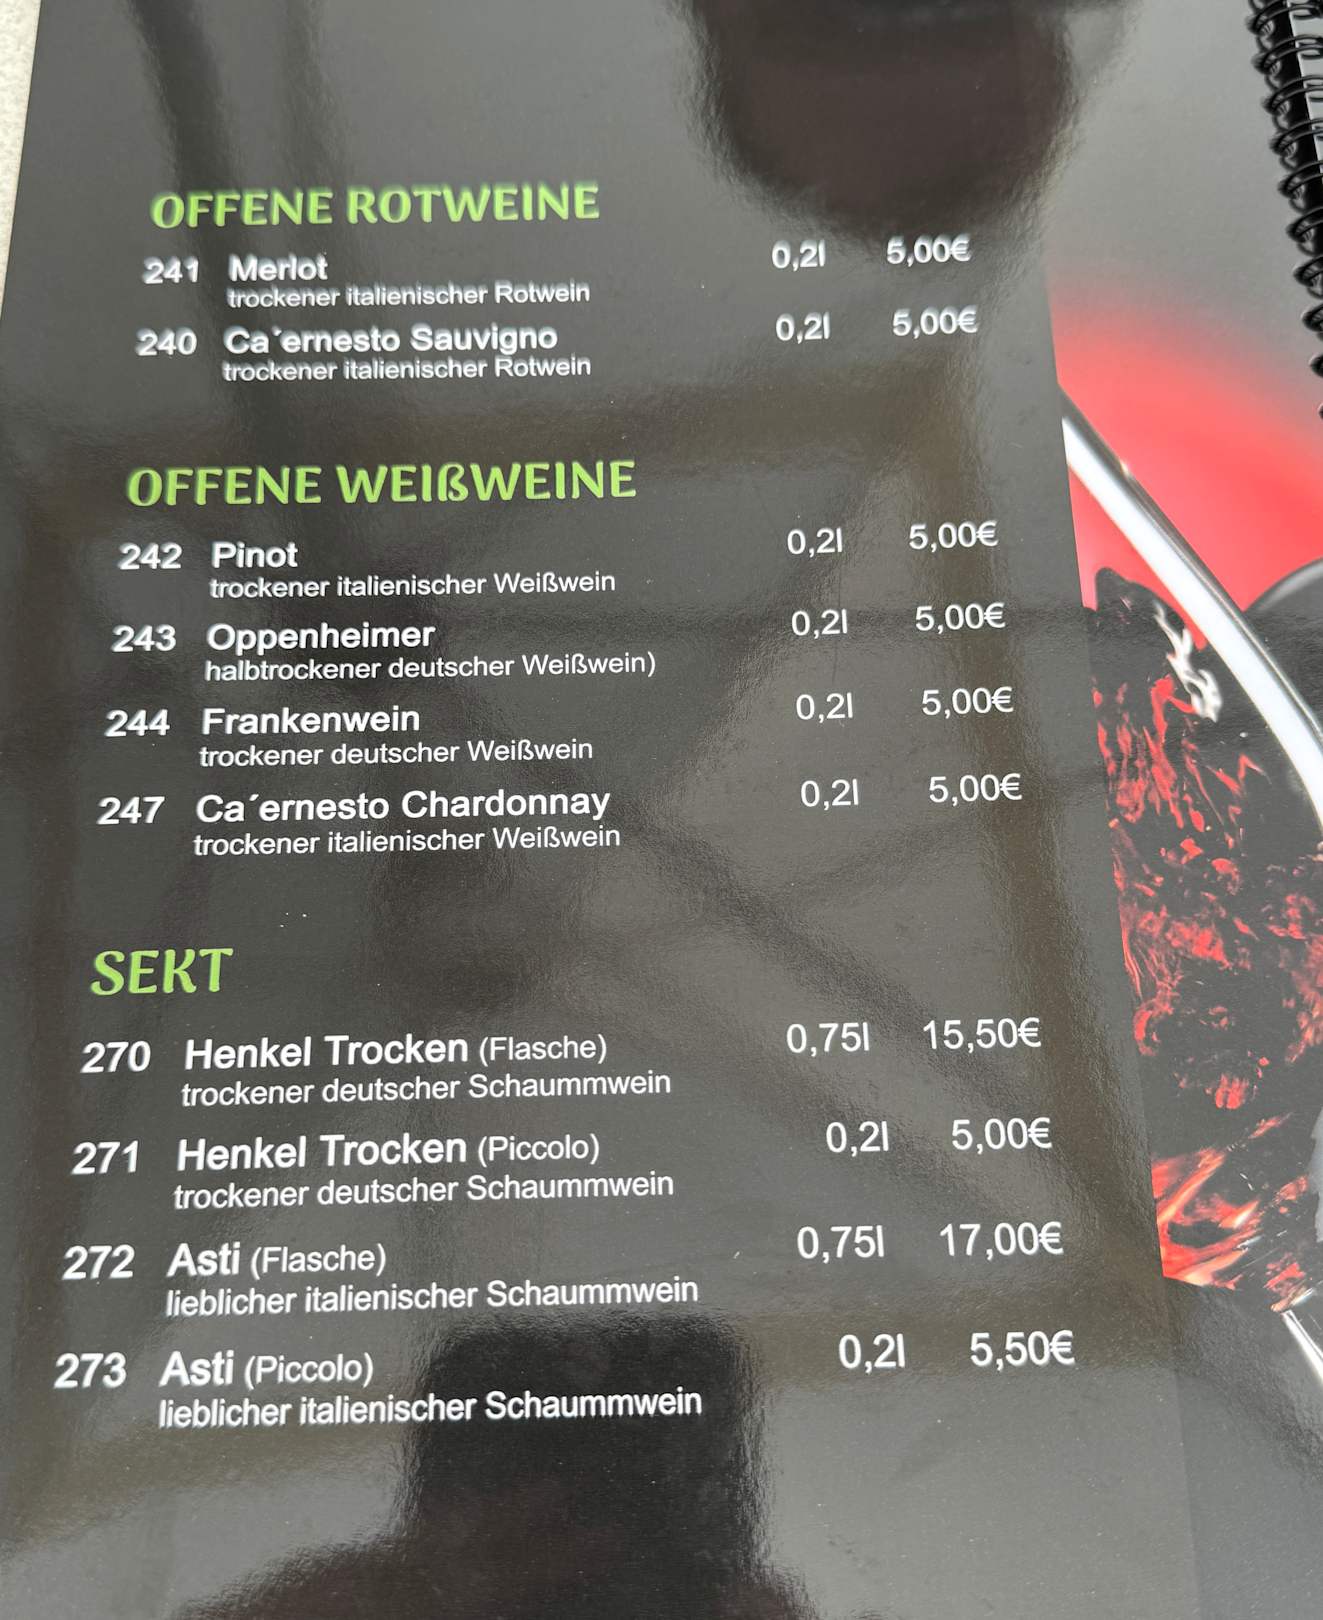 OFFENE ROTWEINE
241 Merlot 0,2l 5,00€
trockener italienischer Rotwein
240 Ca´ernesto Sauvigno 0,2l 5,00€
trockener italienischer Rotwein
OFFENE WEIßWEINE
242 Pinot 0,2l 5,00€
trockener italienischer Weißwein
243 Oppenheimer 0,2l 5,00€
halbtrockener deutscher Weißwein)
244 Frankenwein 0,2l 5,00€
trockener deutscher Weißwein
247 Ca´ernesto Chardonnay 0,2l 5,00€
trockener italienischer Weißwein
SEKT
270 Henkel Trocken (Flasche) 0,75l 15,50€
trockener deutscher Schaummwein
271 Henkel Trocken (Piccolo) 0,2l 5,00€
trockener deutscher Schaummwein
272 Asti (Flasche) 0,75l 17,00€
lieblicher italienischer Schaummwein
273 Asti (Piccolo) 0,2l 5,50€
lieblicher italienischer Schaummwein